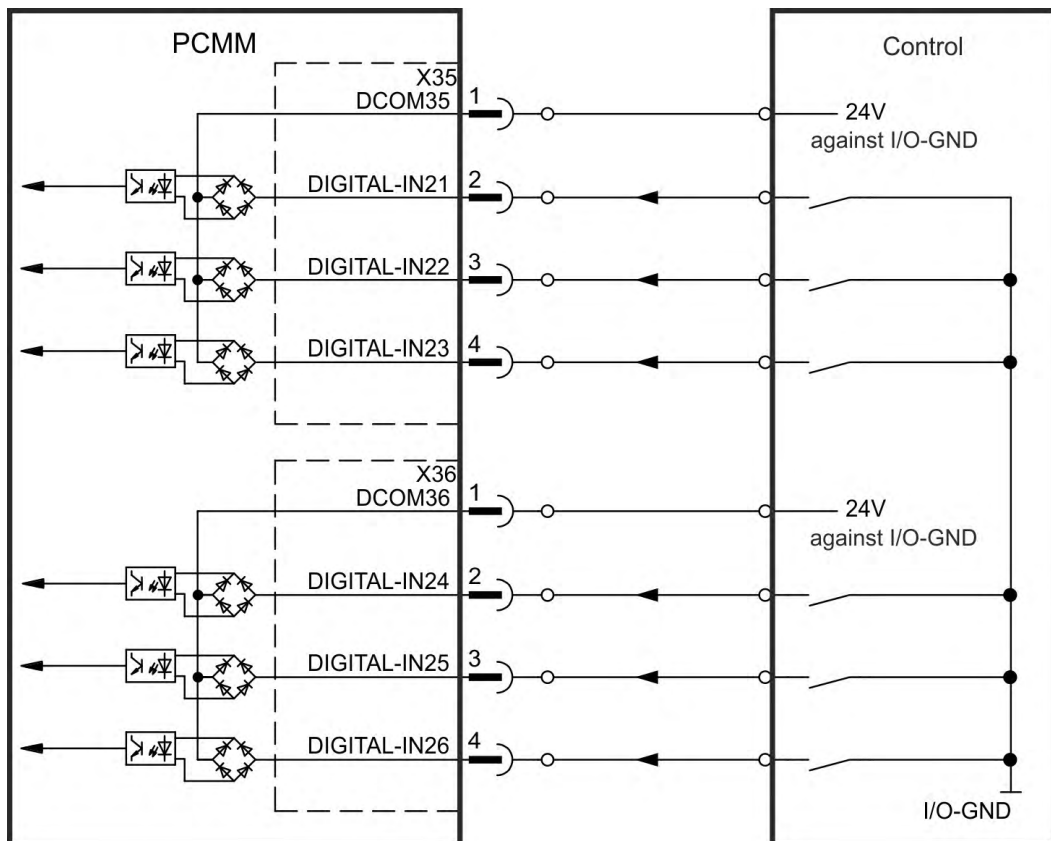 PCMM
Control
X35
DCOM35
1
24V
against I/O-GND
DIGITAL-IN21
2
DIGITAL-IN22
3
DIGITAL-IN23
4
X36
DCOM36
1
24V
against I/O-GND
DIGITAL-IN24
2
DIGITAL-IN25
3
DIGITAL-IN26
4
I/O-GND